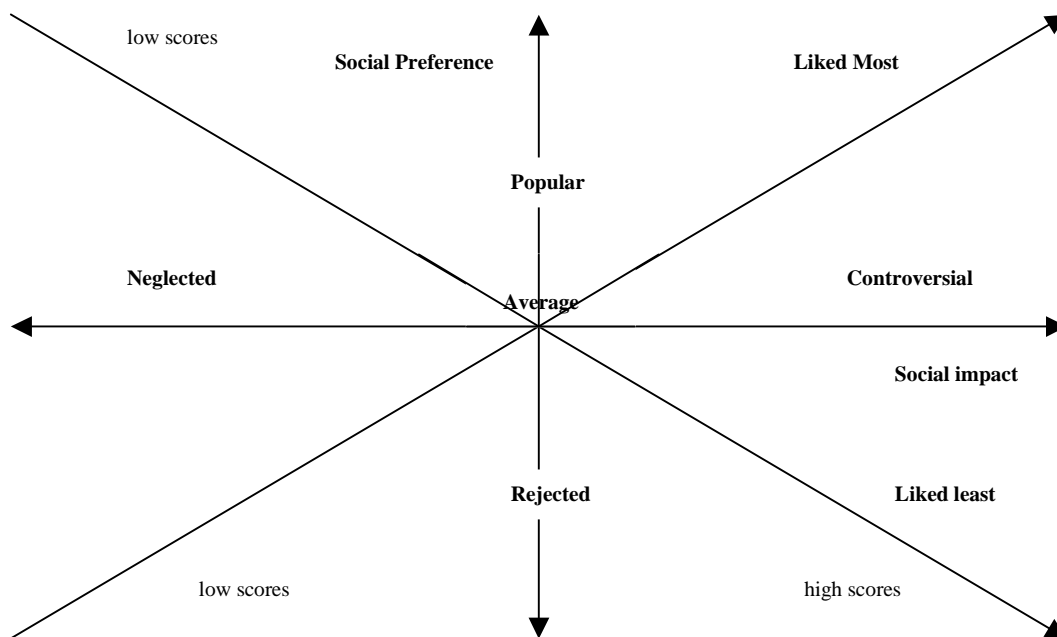 low scores
Social Preference
Liked Most
Popular
Neglected
Controversial
Average
Social impact
Rejected
Liked least
low scores
high scores